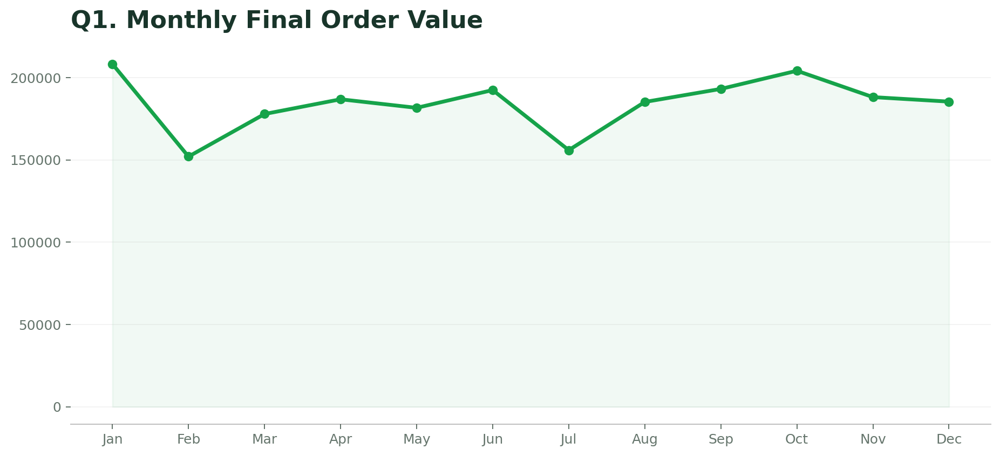 Q1. Monthly Final Order Value
200000
150000
100000
50000
0
Jan Feb Mar Apr May Jun Jul Aug Sep Oct Nov Dec